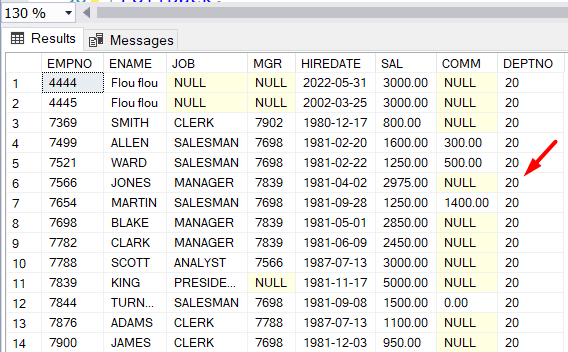 130 %
Results Messages
EMPNO ENAME JOB MGR HIREDATE SAL COMM DEPTNO
1 4444 Flou flou NULL NULL 2022-05-31 3000.00 NULL 20
2 4445 Flou flou NULL NULL 2002-03-25 3000.00 NULL 20
3 7369 SMITH CLERK 7902 1980-12-17 800.00 NULL 20
4 7499 ALLEN SALESMAN 7698 1981-02-20 1600.00 300.00 20
5 7521 WARD SALESMAN 7698 1981-02-22 1250.00 500.00 20
6 7566 JONES MANAGER 7839 1981-04-02 2975.00 NULL 20
7 7654 MARTIN SALESMAN 7698 1981-09-28 1250.00 1400.00 20
8 7698 BLAKE MANAGER 7839 1981-05-01 2850.00 NULL 20
9 7782 CLARK MANAGER 7839 1981-06-09 2450.00 NULL 20
10 7788 SCOTT ANALYST 7566 1987-07-13 3000.00 NULL 20
11 7839 KING PRESIDE... NULL 1981-11-17 5000.00 NULL 20
12 7844 TURN... SALESMAN 7698 1981-09-08 1500.00 0.00 20
13 7876 ADAMS CLERK 7788 1987-07-13 1100.00 NULL 20
14 7900 JAMES CLERK 7698 1981-12-03 950.00 NULL 20